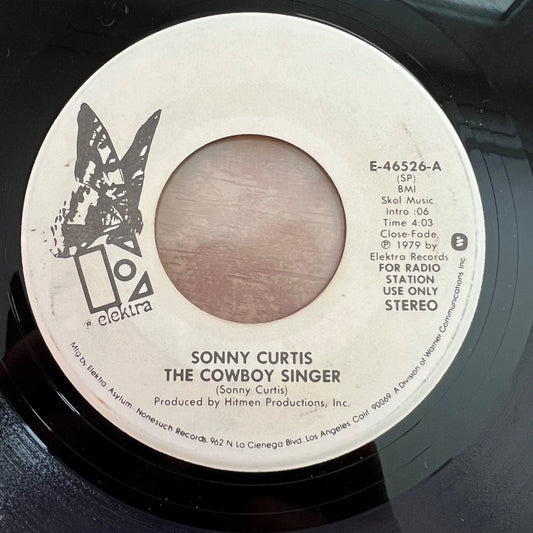 E-46526-A
(SP)
BMI
Skol Music
Intro :06
Time 4:03
Close-Fade
℗ 1979 by
Elektra Records
FOR RADIO
STATION
USE ONLY
STEREO
® elektra
SONNY CURTIS
THE COWBOY SINGER
(Sonny Curtis)
Produced by Hitmen Productions, Inc.
Mfg by Elektra Asylum Nonesuch Records, 962 N La Cienega Blvd. Los Angeles Calif 90069 A Division of Warner Communications Inc